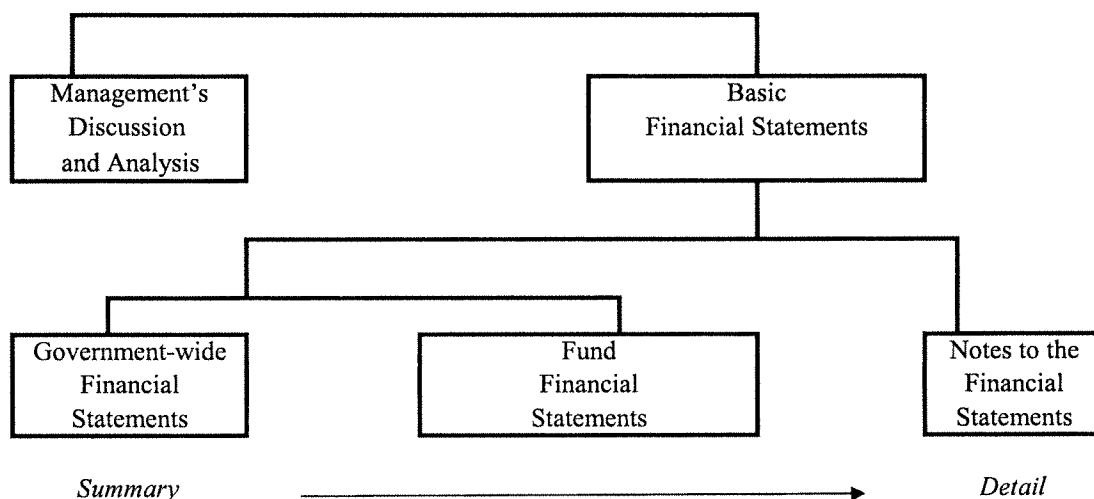 Management's
Discussion
and Analysis
Basic
Financial Statements
Government-wide
Financial
Statements
Fund
Financial
Statements
Notes to the
Financial
Statements
Summary
Detail